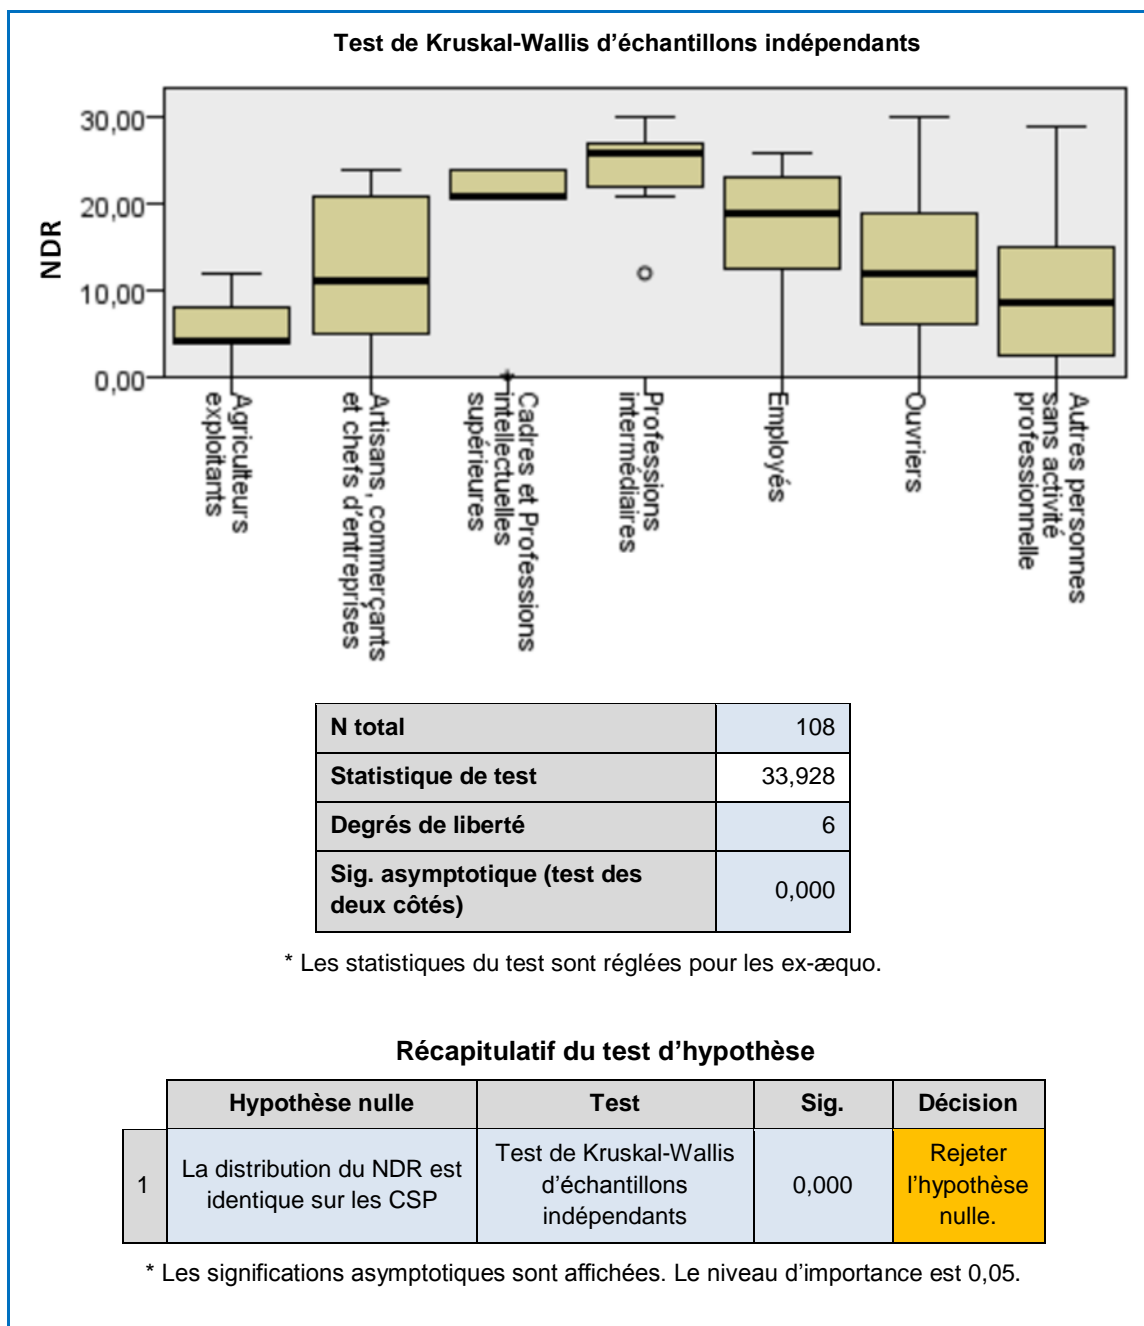 Test de Kruskal-Wallis d'échantillons indépendants
30,00
20,00
10,00
0,00
NDR
Agriculteurs
exploitants
Artisans, commerçants
et chefs d'entreprises
Cadres et Professions
intellectuelles
supérieures
Professions
intermédiaires
Employés
Ouvriers
Autres personnes
sans activité
professionnelle
N total 108
Statistique de test 33,928
Degrés de liberté 6
Sig. asymptotique (test des
deux côtés) 0,000
* Les statistiques du test sont réglées pour les ex-æquo.
Récapitulatif du test d'hypothèse
Hypothèse nulle Test Sig. Décision
1 La distribution du NDR est
identique sur les CSP
Test de Kruskal-Wallis
d'échantillons
indépendants
0,000
Rejeter
l'hypothèse
nulle.
* Les significations asymptotiques sont affichées. Le niveau d'importance est 0,05.